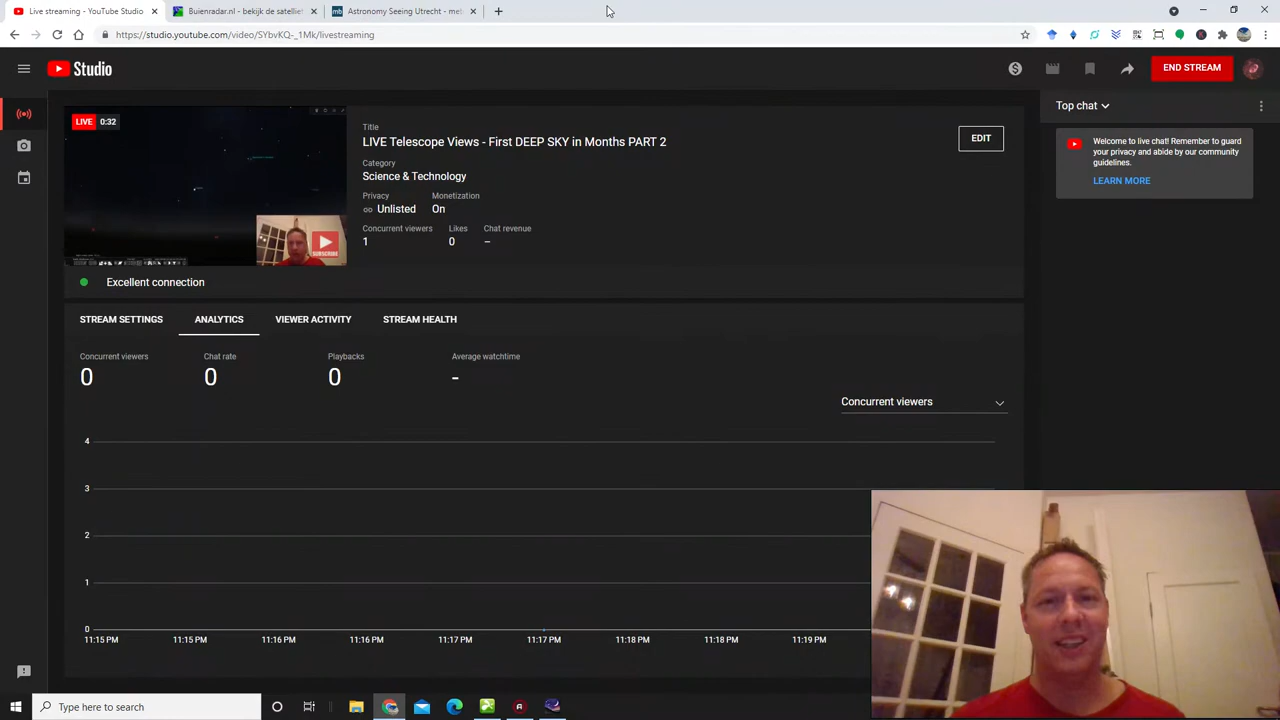 Live streaming - YouTube Studio
Buienradar.nl - bekijk de satelliet
Astronomy Seeing Utrecht - met
https://studio.youtube.com/video/SYbvKQ-_1Mk/livestreaming
Studio
END STREAM
LIVE 0:32
SUBSCRIBE
Title
LIVE Telescope Views - First DEEP SKY in Months PART 2
EDIT
Category
Science & Technology
Privacy Monetization
Unlisted On
Concurrent viewers Likes Chat revenue
1 0 –
Excellent connection
Top chat
Welcome to live chat! Remember to guard
your privacy and abide by our community
guidelines.
LEARN MORE
STREAM SETTINGS ANALYTICS VIEWER ACTIVITY STREAM HEALTH
Concurrent viewers Chat rate Playbacks Average watchtime
0 0 0 -
Concurrent viewers
4
3
2
1
0
11:15 PM 11:15 PM 11:16 PM 11:16 PM 11:17 PM 11:17 PM 11:18 PM 11:18 PM 11:19 PM
Type here to search